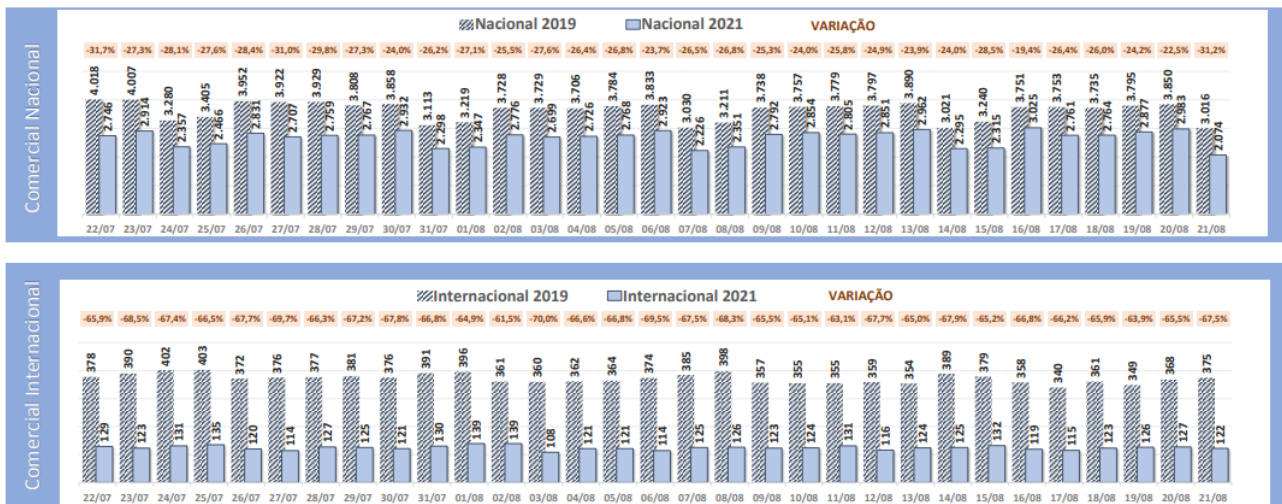 Comercial Nacional
Nacional 2019 Nacional 2021 VARIAÇÃO
-31,7% -27,3% -28,1% -27,6% -28,4% -31,0% -29,8% -27,3% -24,0% -26,2% -27,1% -25,5% -27,6% -26,4% -26,8% -23,7% -26,5% -26,8% -25,3% -24,0% -25,8% -24,9% -23,9% -24,0% -28,5% -19,4% -26,4% -26,0% -24,2% -22,5% -31,2%
4.018 4.007 3.280 3.405 3.952 3.922 3.929 3.808 3.858 3.113 3.219 3.728 3.729 3.706 3.784 3.833 3.030 3.211 3.738 3.757 3.779 3.797 3.890 3.021 3.240 3.751 3.753 3.735 3.795 3.850 3.016
2.746 2.914 2.357 2.466 2.831 2.707 2.759 2.767 2.932 2.298 2.347 2.776 2.699 2.726 2.768 2.923 2.226 2.351 2.792 2.854 2.805 2.851 2.962 2.295 2.315 3.025 2.761 2.764 2.877 2.983 2.074
22/07 23/07 24/07 25/07 26/07 27/07 28/07 29/07 30/07 31/07 01/08 02/08 03/08 04/08 05/08 06/08 07/08 08/08 09/08 10/08 11/08 12/08 13/08 14/08 15/08 16/08 17/08 18/08 19/08 20/08 21/08
Comercial Internacional
Internacional 2019 Internacional 2021 VARIAÇÃO
-65,9% -68,5% -67,4% -66,5% -67,7% -69,7% -66,3% -67,2% -67,8% -66,8% -64,9% -61,5% -70,0% -66,6% -66,8% -69,5% -67,5% -68,3% -65,5% -65,1% -63,1% -67,7% -65,0% -67,9% -65,2% -66,8% -66,2% -65,9% -63,9% -65,5% -67,5%
378 390 402 403 372 376 377 381 376 391 396 361 360 362 364 374 385 398 357 355 355 359 354 389 379 358 340 361 349 368 375
129 123 131 135 120 114 127 125 121 130 139 139 108 121 121 114 125 126 123 124 131 116 124 125 132 119 115 123 126 127 122
22/07 23/07 24/07 25/07 26/07 27/07 28/07 29/07 30/07 31/07 01/08 02/08 03/08 04/08 05/08 06/08 07/08 08/08 09/08 10/08 11/08 12/08 13/08 14/08 15/08 16/08 17/08 18/08 19/08 20/08 21/08